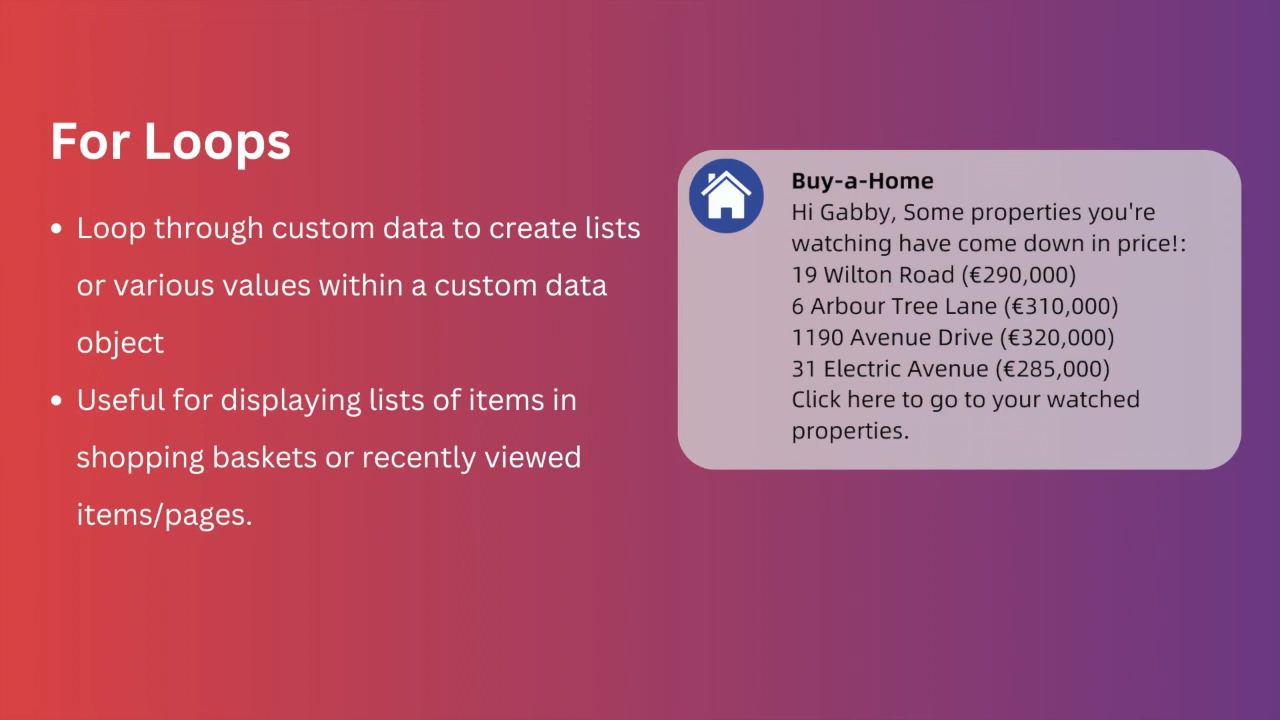 For Loops
• Loop through custom data to create lists
or various values within a custom data
object
• Useful for displaying lists of items in
shopping baskets or recently viewed
items/pages.
Buy-a-Home
Hi Gabby, Some properties you're
watching have come down in price!:
19 Wilton Road (€290,000)
6 Arbour Tree Lane (€310,000)
1190 Avenue Drive (€320,000)
31 Electric Avenue (€285,000)
Click here to go to your watched
properties.